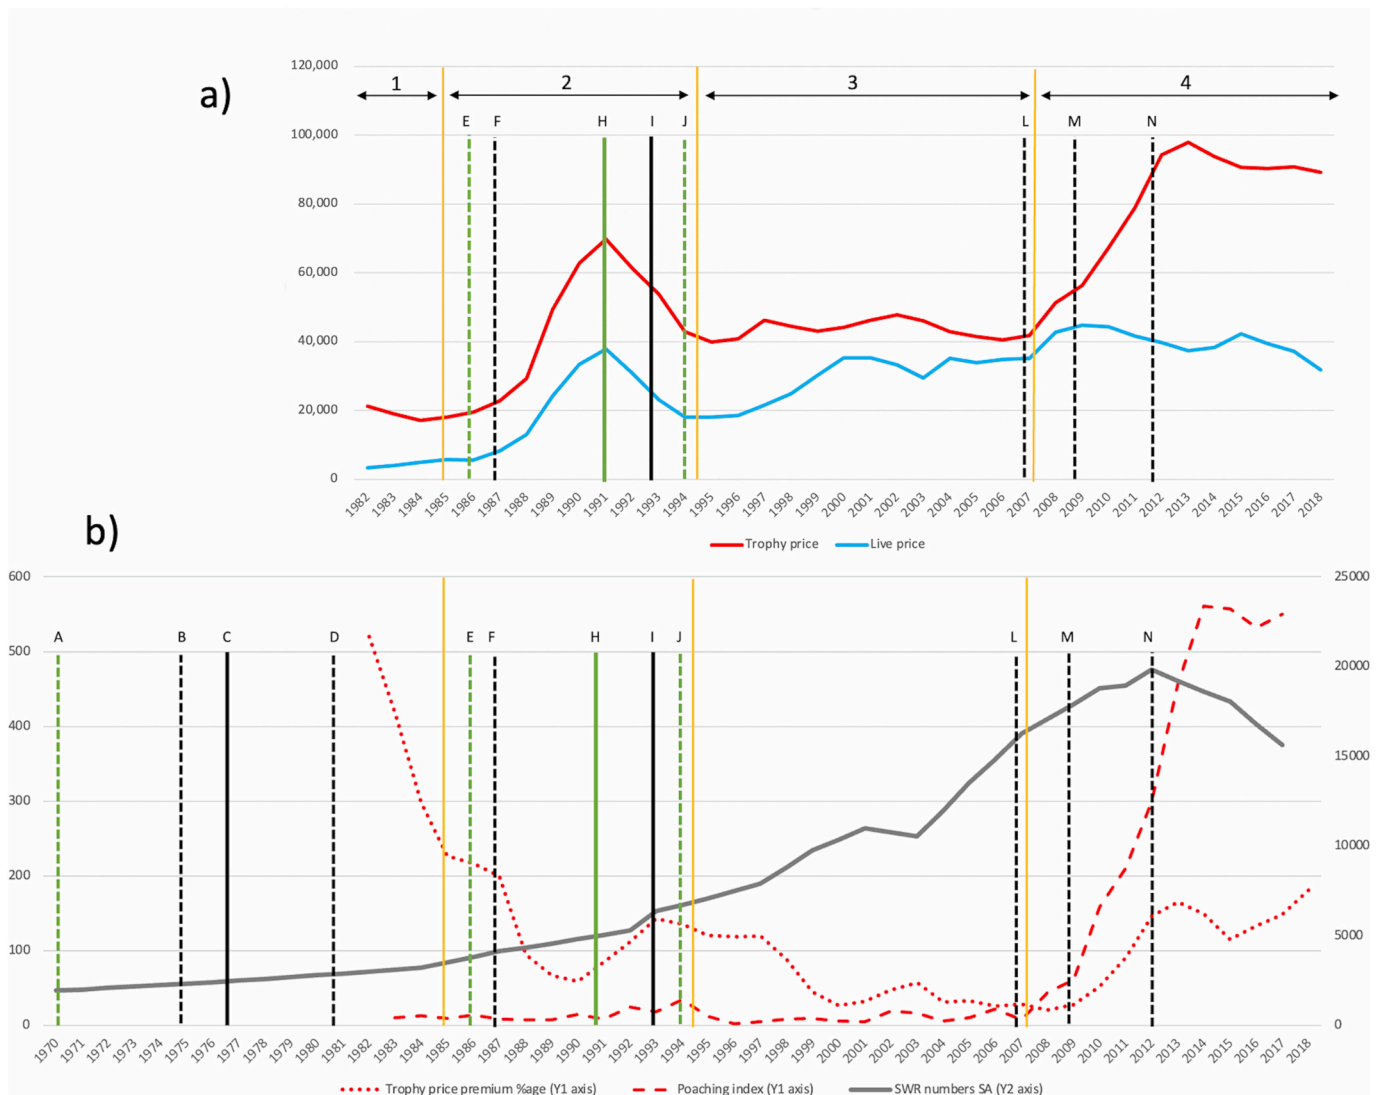 120,000
1 2 3 4
a)
E F H I J L M N
100,000
80,000
60,000
40,000
20,000
0
1982 1983 1984 1985 1986 1987 1988 1989 1990 1991 1992 1993 1994 1995 1996 1997 1998 1999 2000 2001 2002 2003 2004 2005 2006 2007 2008 2009 2010 2011 2012 2013 2014 2015 2016 2017 2018
Trophy price Live price
b)
600 25000
A B C D E F H I J L M N
500 20000
400
15000
300
10000
200
100 5000
0 0
1970 1971 1972 1973 1974 1975 1976 1977 1978 1979 1980 1981 1982 1983 1984 1985 1986 1987 1988 1989 1990 1991 1992 1993 1994 1995 1996 1997 1998 1999 2000 2001 2002 2003 2004 2005 2006 2007 2008 2009 2010 2011 2012 2013 2014 2015 2016 2017 2018
Trophy price premium %age (Y1 axis) Poaching index (Y1 axis) SWR numbers SA (Y2 axis)